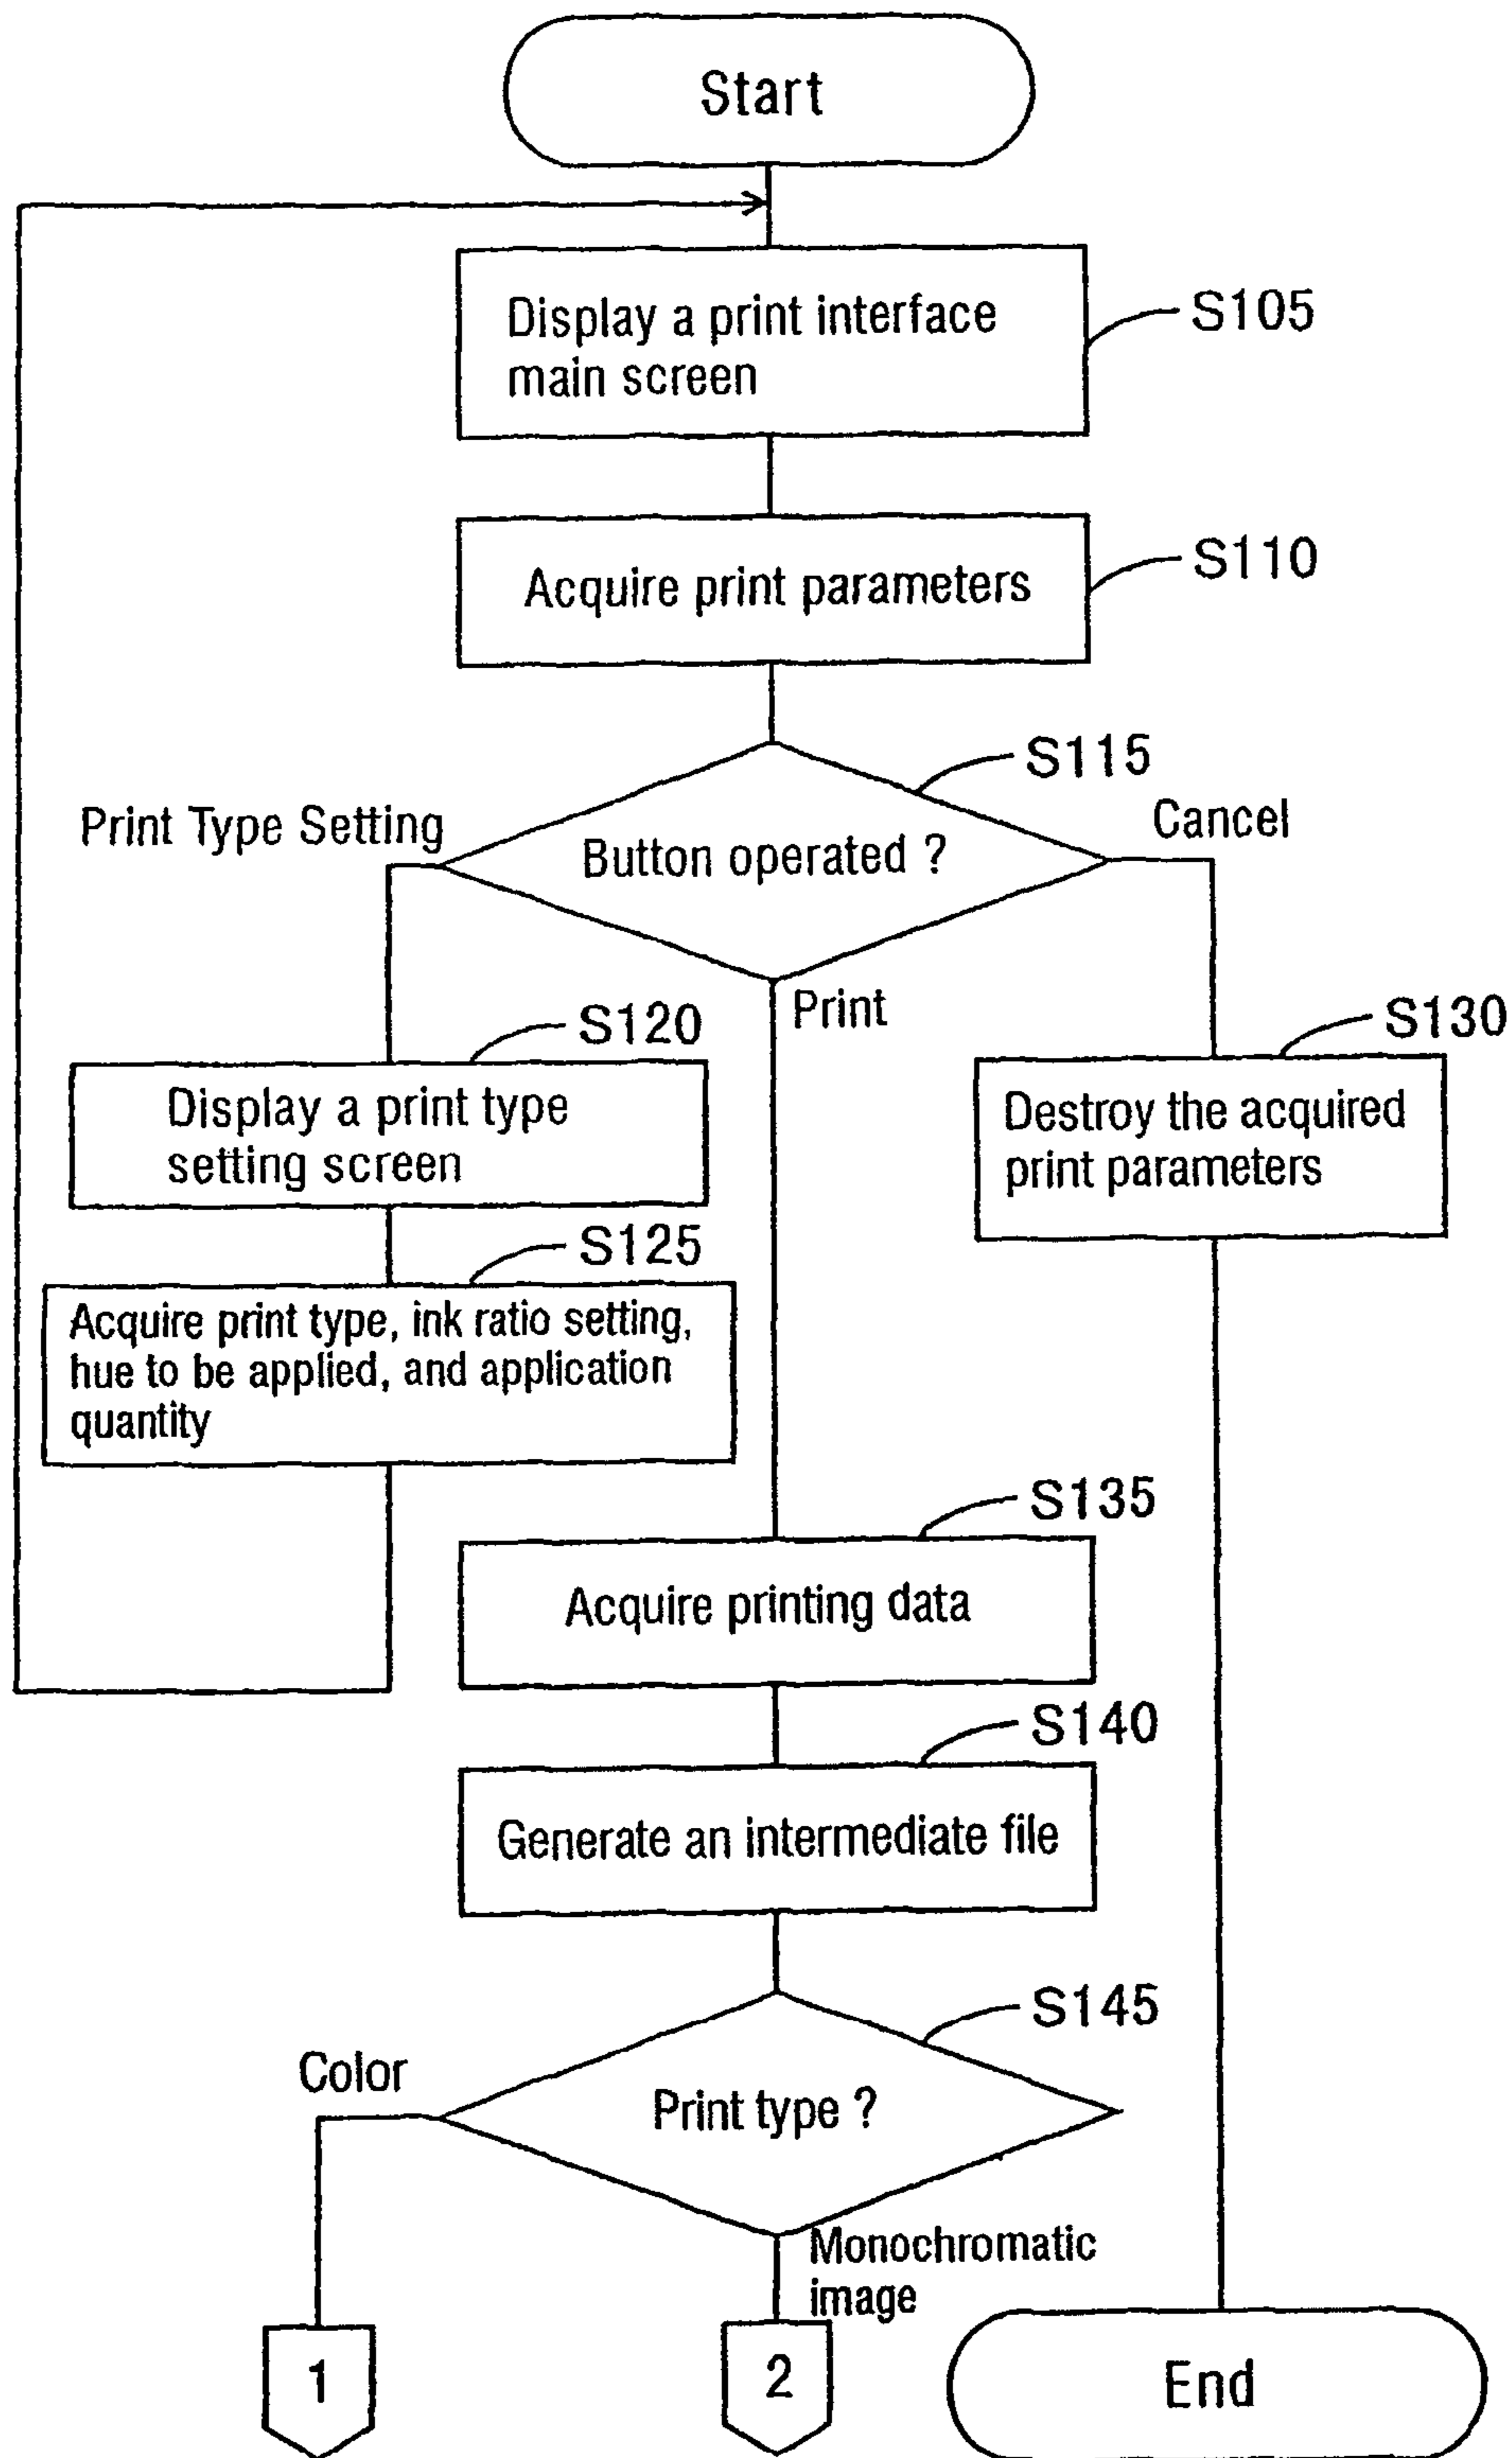 Start
Display a print interface
main screen
S105
Acquire print parameters
S110
S115
Print Type Setting
Button operated ?
Cancel
Print
S120
Display a print type
setting screen
S130
Destroy the acquired
print parameters
S125
Acquire print type, ink ratio setting,
hue to be applied, and application
quantity
S135
Acquire printing data
S140
Generate an intermediate file
S145
Color
Print type ?
Monochromatic
image
1
2
End